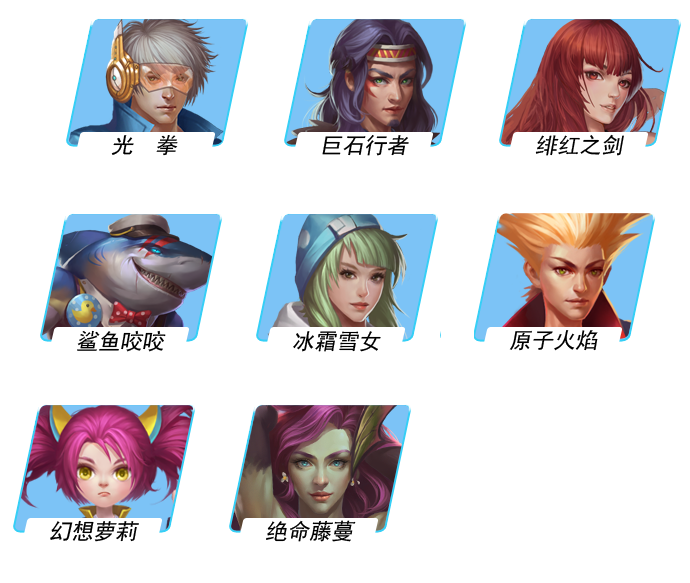 光 拳
巨石行者
绯红之剑
鲨鱼咬咬
冰霜雪女
原子火焰
幻想萝莉
绝命藤蔓